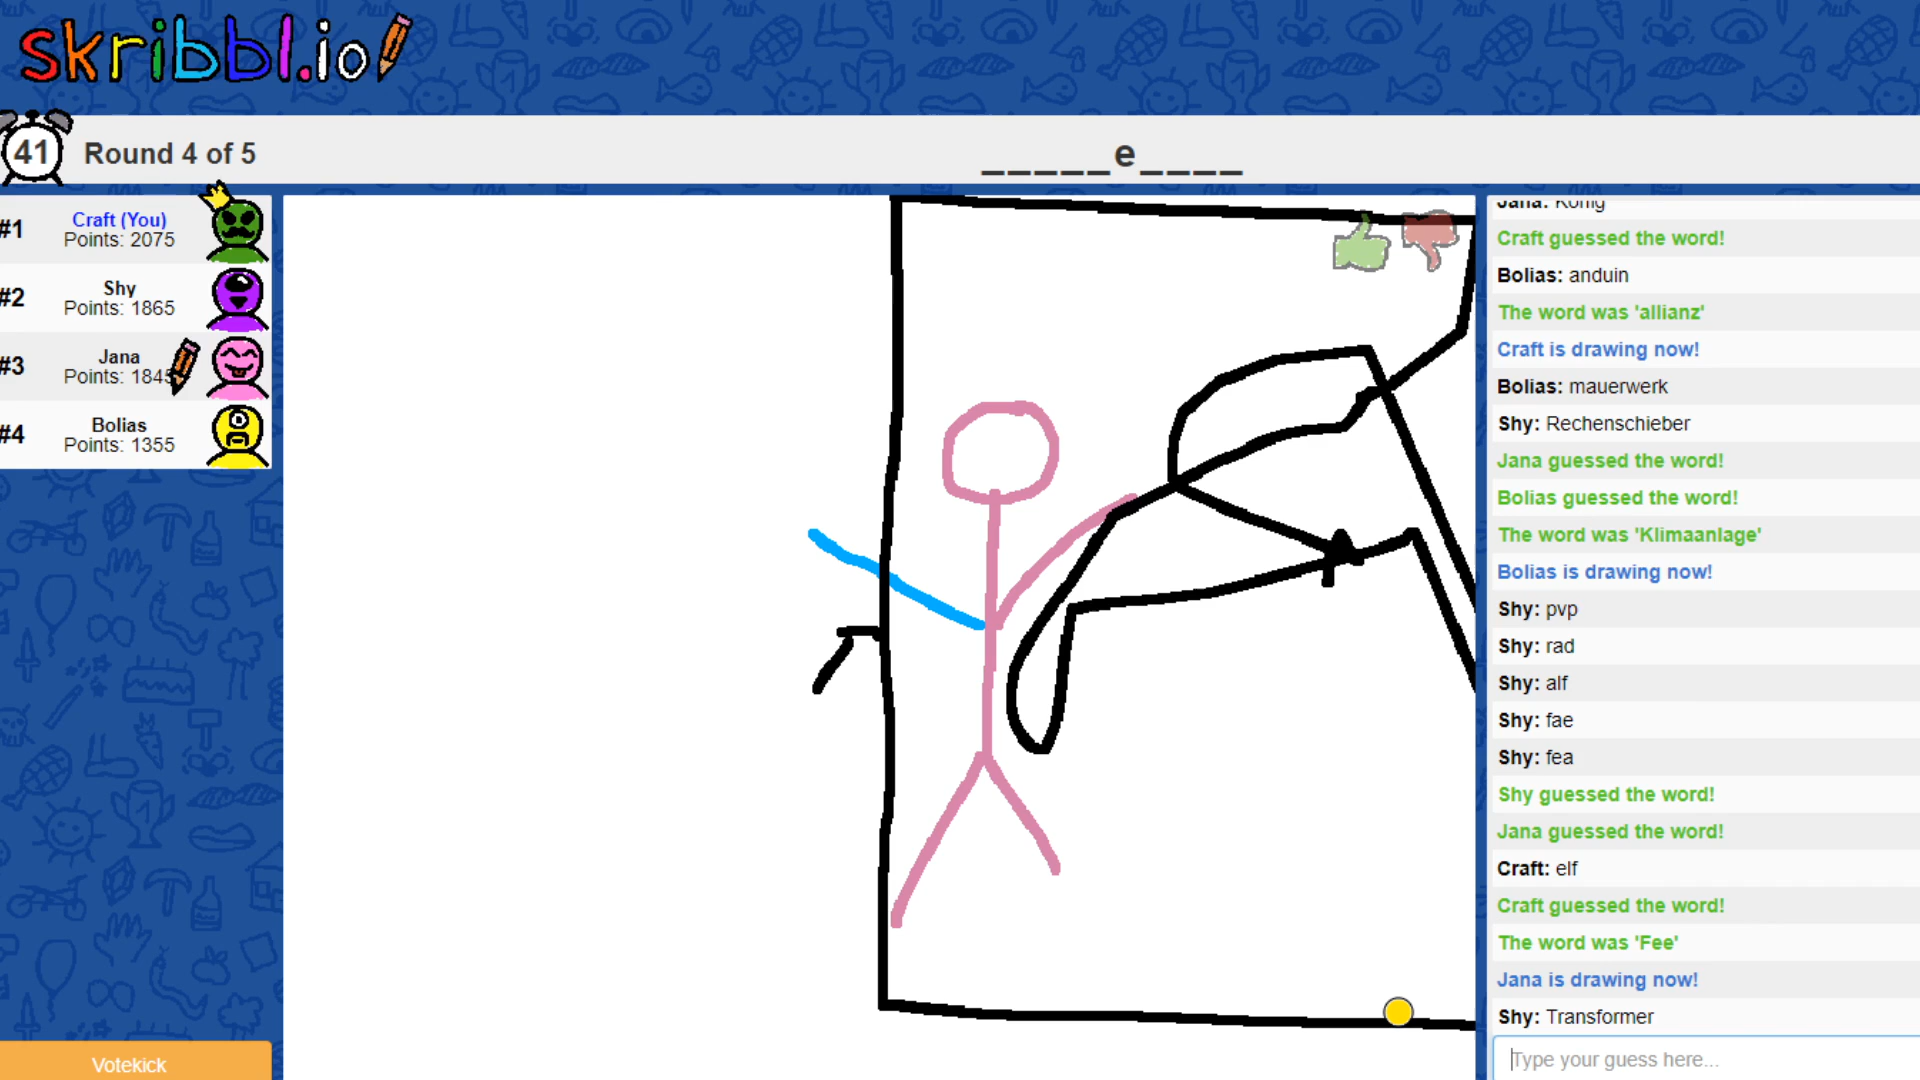 skribbl.io
41
Round 4 of 5
_____e____
#1 Craft (You)
Points: 2075
#2 Shy
Points: 1865
#3 Jana
Points: 1845
#4 Bolias
Points: 1355
Votekick
Jana: König
Craft guessed the word!
Bolias: anduin
The word was 'allianz'
Craft is drawing now!
Bolias: mauerwerk
Shy: Rechenschieber
Jana guessed the word!
Bolias guessed the word!
The word was 'Klimaanlage'
Bolias is drawing now!
Shy: pvp
Shy: rad
Shy: alf
Shy: fae
Shy: fea
Shy guessed the word!
Jana guessed the word!
Craft: elf
Craft guessed the word!
The word was 'Fee'
Jana is drawing now!
Shy: Transformer
Type your guess here...